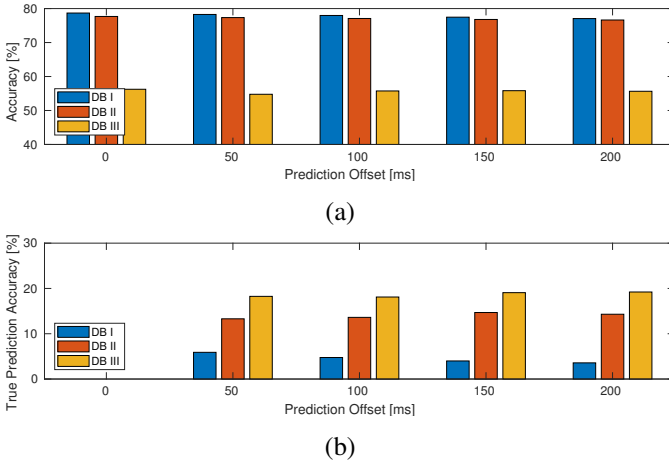 80
70
60
50
40
Accuracy [%]
DB I
DB II
DB III
0 50 100 150 200
Prediction Offset [ms]
(a)
30
20
10
0
True Prediction Accuracy [%]
DB I
DB II
DB III
0 50 100 150 200
Prediction Offset [ms]
(b)